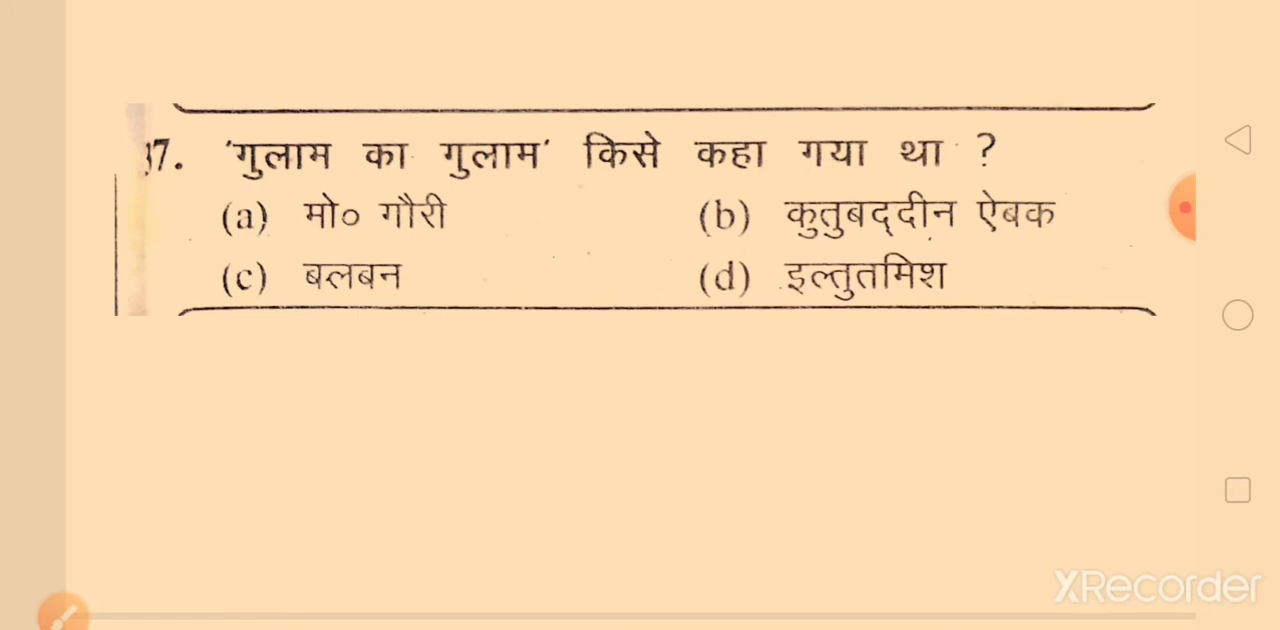 37. 'गुलाम का गुलाम' किसे कहा गया था ?
(a) मो० गौरी (b) कुतुबद्दीन ऐबक
(c) बलबन (d) इल्तुतमिश
XRecorder